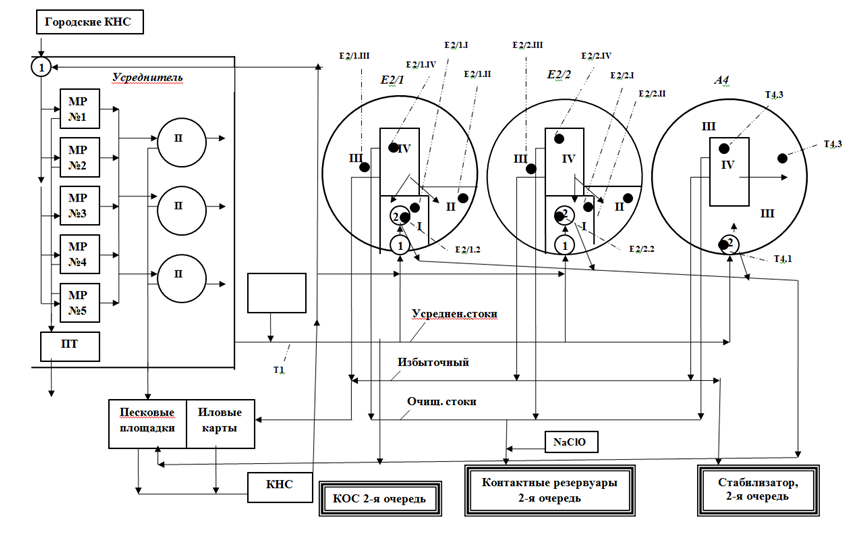 Городские КНС
1
Усреднитель
МР
№1
МР
№2
МР
№3
МР
№4
МР
№5
ПТ
П
П
П
Е2/1.III
Е2/1.IV
Е2/1.I
Е2/1.II
Е2/1
III
IV
II
I
2
1
Е2/1.2
Е2/2.III
Е2/2.IV
Е2/2.I
Е2/2.II
Е2/2
III
IV
II
I
2
1
Е2/2.2
А4
Т4.3
Т4.3
III
IV
III
2
Т4.1
Усреднен.стоки
Т1
Избыточный
Очищ. стоки
Песковые
площадки
Иловые
карты
NaClO
КНС
КОС 2-я очередь
Контактные резервуары
2-я очередь
Стабилизатор,
2-я очередь